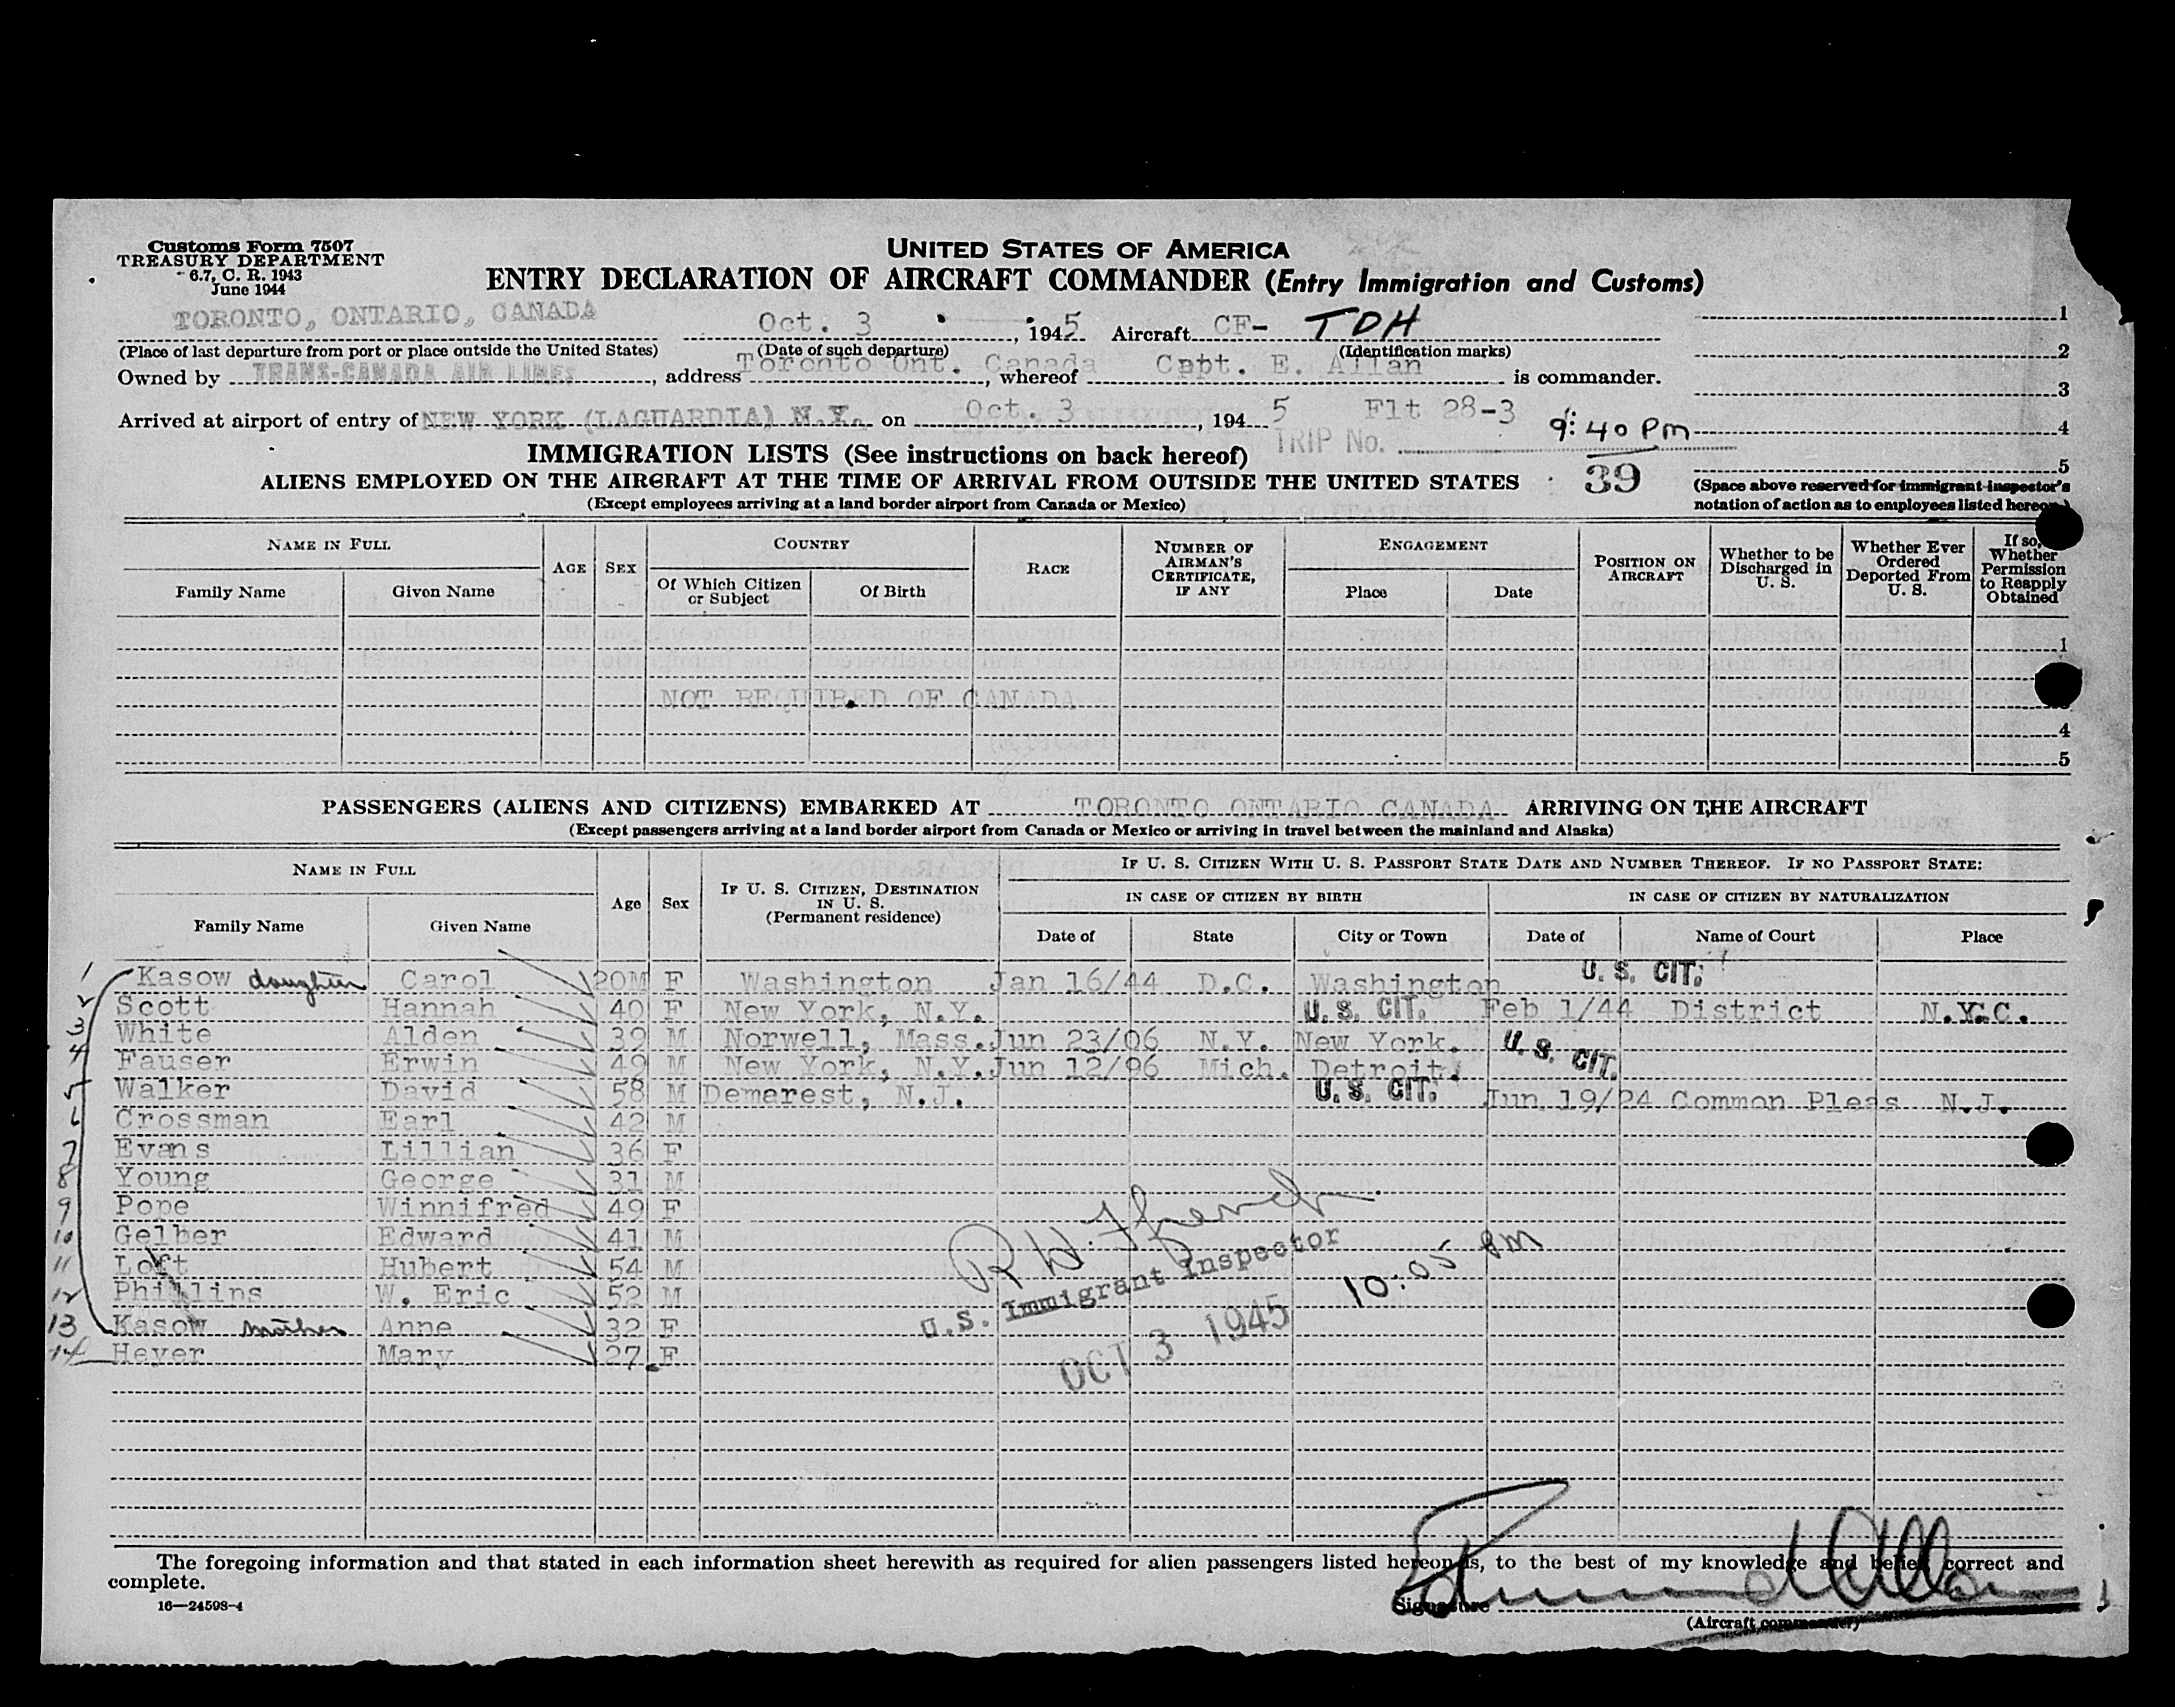 Customs Form 7507
TREASURY DEPARTMENT
6.7, C. R. 1943
June 1944
UNITED STATES OF AMERICA
ENTRY DECLARATION OF AIRCRAFT COMMANDER (Entry Immigration and Customs)
TORONTO, ONTARIO, CANADA Oct. 3, 1945 Aircraft CF- TDH 1
(Place of last departure from port or place outside the United States) (Date of such departure) (Identification marks) 2
Owned by TRANS-CANADA AIR LINES, address Toronto Ont. Canada, whereof Cppt. E. Allan is commander. 3
Arrived at airport of entry of NEW YORK (LAGUARDIA) N.Y. on Oct. 3, 1945 Flt 28-3 9:40 PM 4
TRIP No.
IMMIGRATION LISTS (See instructions on back hereof) 5
ALIENS EMPLOYED ON THE AIRCRAFT AT THE TIME OF ARRIVAL FROM OUTSIDE THE UNITED STATES 39
(Space above reserved for immigrant inspector's notation of action as to employees listed hereon.)
(Except employees arriving at a land border airport from Canada or Mexico)
NAME IN FULL AGE SEX COUNTRY RACE NUMBER OF AIRMAN'S CERTIFICATE, IF ANY ENGAGEMENT POSITION ON AIRCRAFT Whether to be Discharged in U. S. Whether Ever Ordered Deported From U. S. If so, Whether Permission to Reapply Obtained
Family Name Given Name Of Which Citizen or Subject Of Birth Place Date
1
NOT REQUIRED OF CANADA
4
5
PASSENGERS (ALIENS AND CITIZENS) EMBARKED AT TORONTO ONTARIO CANADA ARRIVING ON THE AIRCRAFT
(Except passengers arriving at a land border airport from Canada or Mexico or arriving in travel between the mainland and Alaska)
NAME IN FULL Age Sex IF U. S. CITIZEN, DESTINATION IN U. S. (Permanent residence) IF U. S. CITIZEN WITH U. S. PASSPORT STATE DATE AND NUMBER THEREOF. IF NO PASSPORT STATE:
IN CASE OF CITIZEN BY BIRTH IN CASE OF CITIZEN BY NATURALIZATION
Family Name Given Name Date of State City or Town Date of Name of Court Place
1 Kasow daughter Carol 20M F Washington Jan 16/44 D.C. Washington U. S. CIT.
2 Scott Hannah 40 F New York, N.Y. U. S. CIT. Feb 1/44 District N.Y.C.
3 White Alden 39 M Norwell, Mass. Jun 23/06 N.Y. New York. U. S. CIT.
4 Fauser Erwin 49 M New York, N.Y. Jun 12/96 Mich. Detroit.
5 Walker David 58 M Demarest, N.J. U. S. CIT. Jun 19/24 Common Pleas N.J.
6 Crossman Earl 42 M
7 Evans Lillian 36 F
8 Young George 31 M
9 Pope Winnifred 49 F
10 Gelber Edward 41 M
11 Loft Hubert 54 M
12 Phillips W. Eric 52 M
13 Kasow mother Anne 32 F
14 Heyer Mary 27 F
U.S. Immigrant Inspector
10:05 PM
OCT 3 1945
The foregoing information and that stated in each information sheet herewith as required for alien passengers listed hereon is, to the best of my knowledge and belief, correct and
complete.
16—24598-4
Signature Edmund Allan
(Aircraft commander)